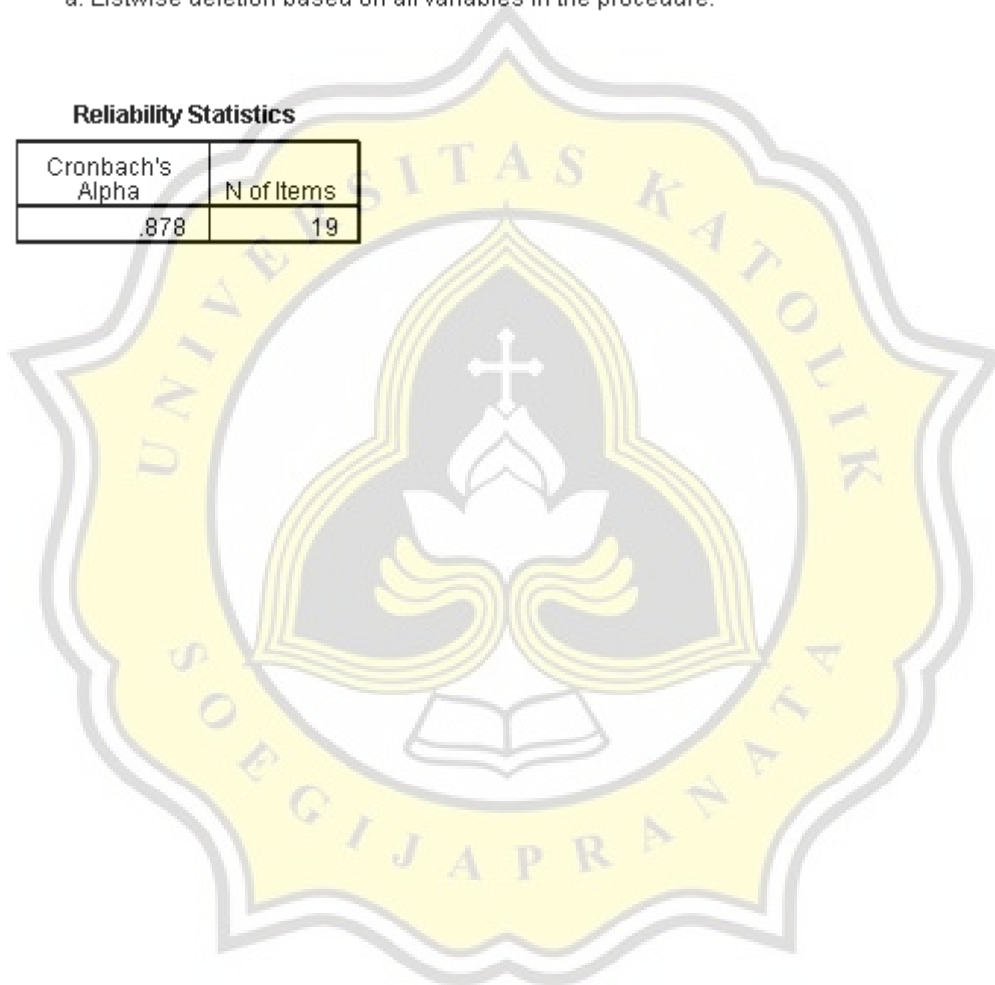 a. Listwise deletion based on all variables in the procedure.
Reliability Statistics
Cronbach's Alpha N of Items
.878 19
UNIVERSITAS KATOLIK
SOEGIJAPRANATA